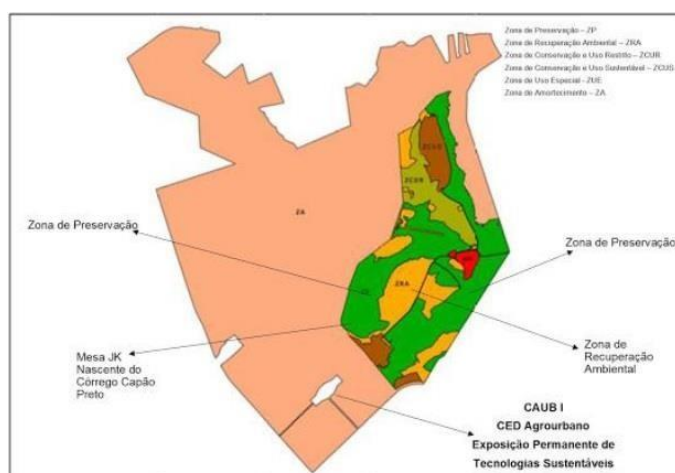 Zona de Preservação – ZP
Zona de Recuperação Ambiental – ZRA
Zona de Conservação e Uso Restrito – ZCUR
Zona de Conservação e Uso Sustentável – ZCUS
Zona de Uso Especial – ZUE
Zona de Amortecimento – ZA
ZCUS
ZCUR
ZA
Zona de Preservação
Zona de Preservação
ZRA
Mesa JK
Nascente do
Córrego Capão
Preto
Zona de
Recuperação
Ambiental
CAUB I
CED Agrourbano
Exposição Permanente de
Tecnologias Sustentáveis